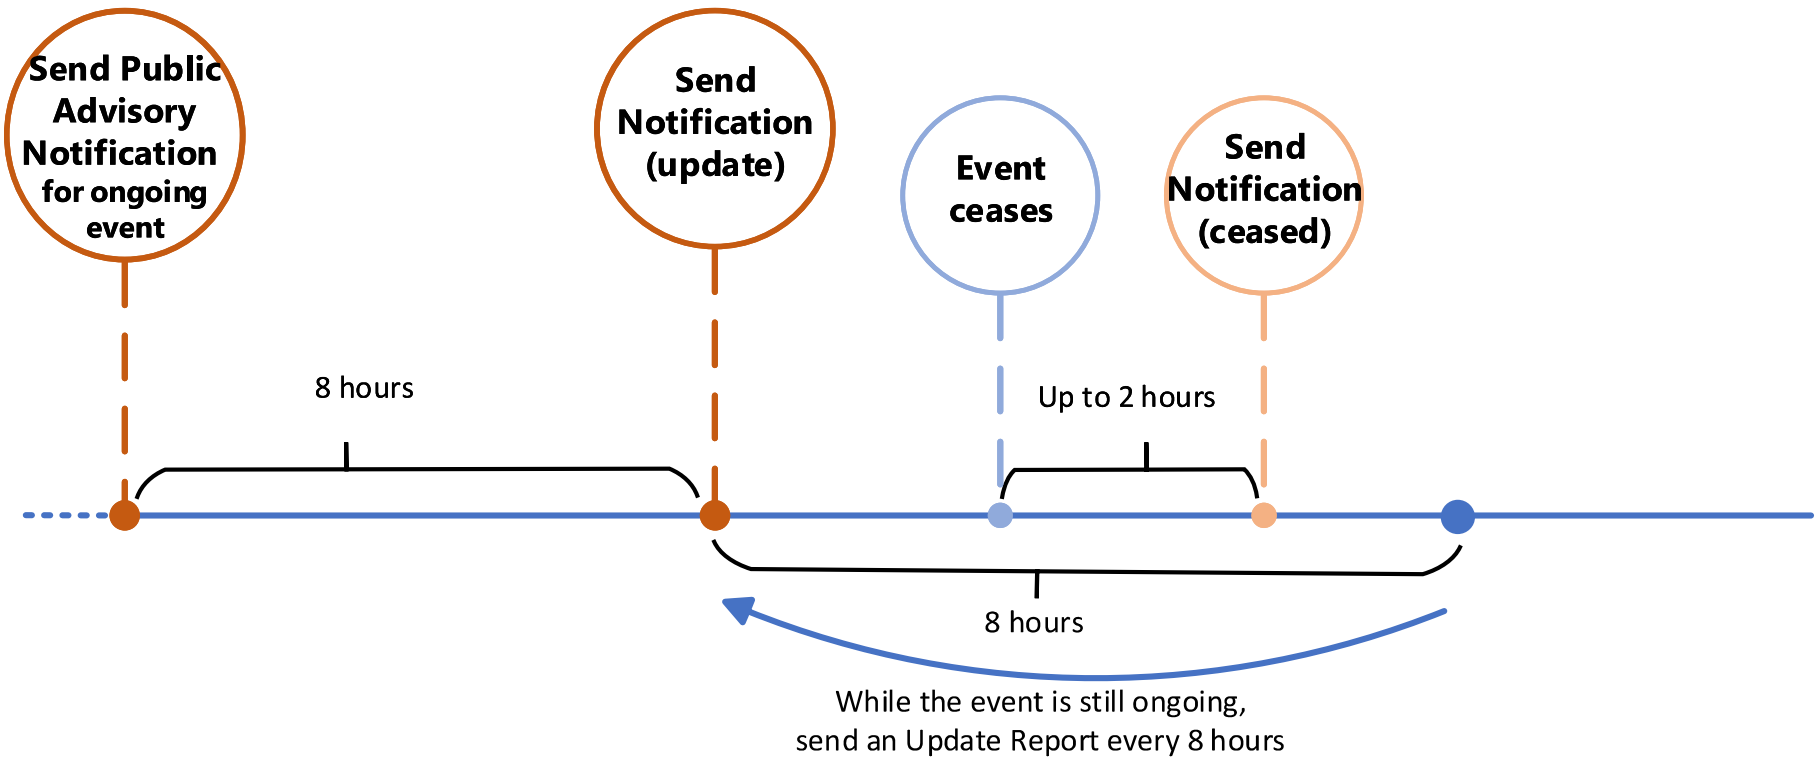 Send Public
Advisory
Notification
for ongoing
event
Send
Notification
(update)
Event
ceases
Send
Notification
(ceased)
8 hours
Up to 2 hours
8 hours
While the event is still ongoing,
send an Update Report every 8 hours